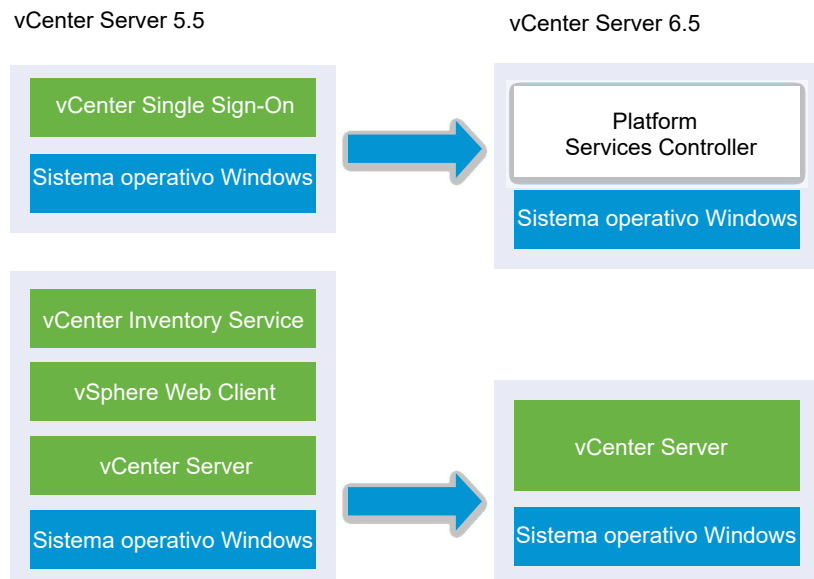 vCenter Server 5.5
vCenter Single Sign-On
Sistema operativo Windows
vCenter Inventory Service
vSphere Web Client
vCenter Server
Sistema operativo Windows
vCenter Server 6.5
Platform
Services Controller
Sistema operativo Windows
vCenter Server
Sistema operativo Windows